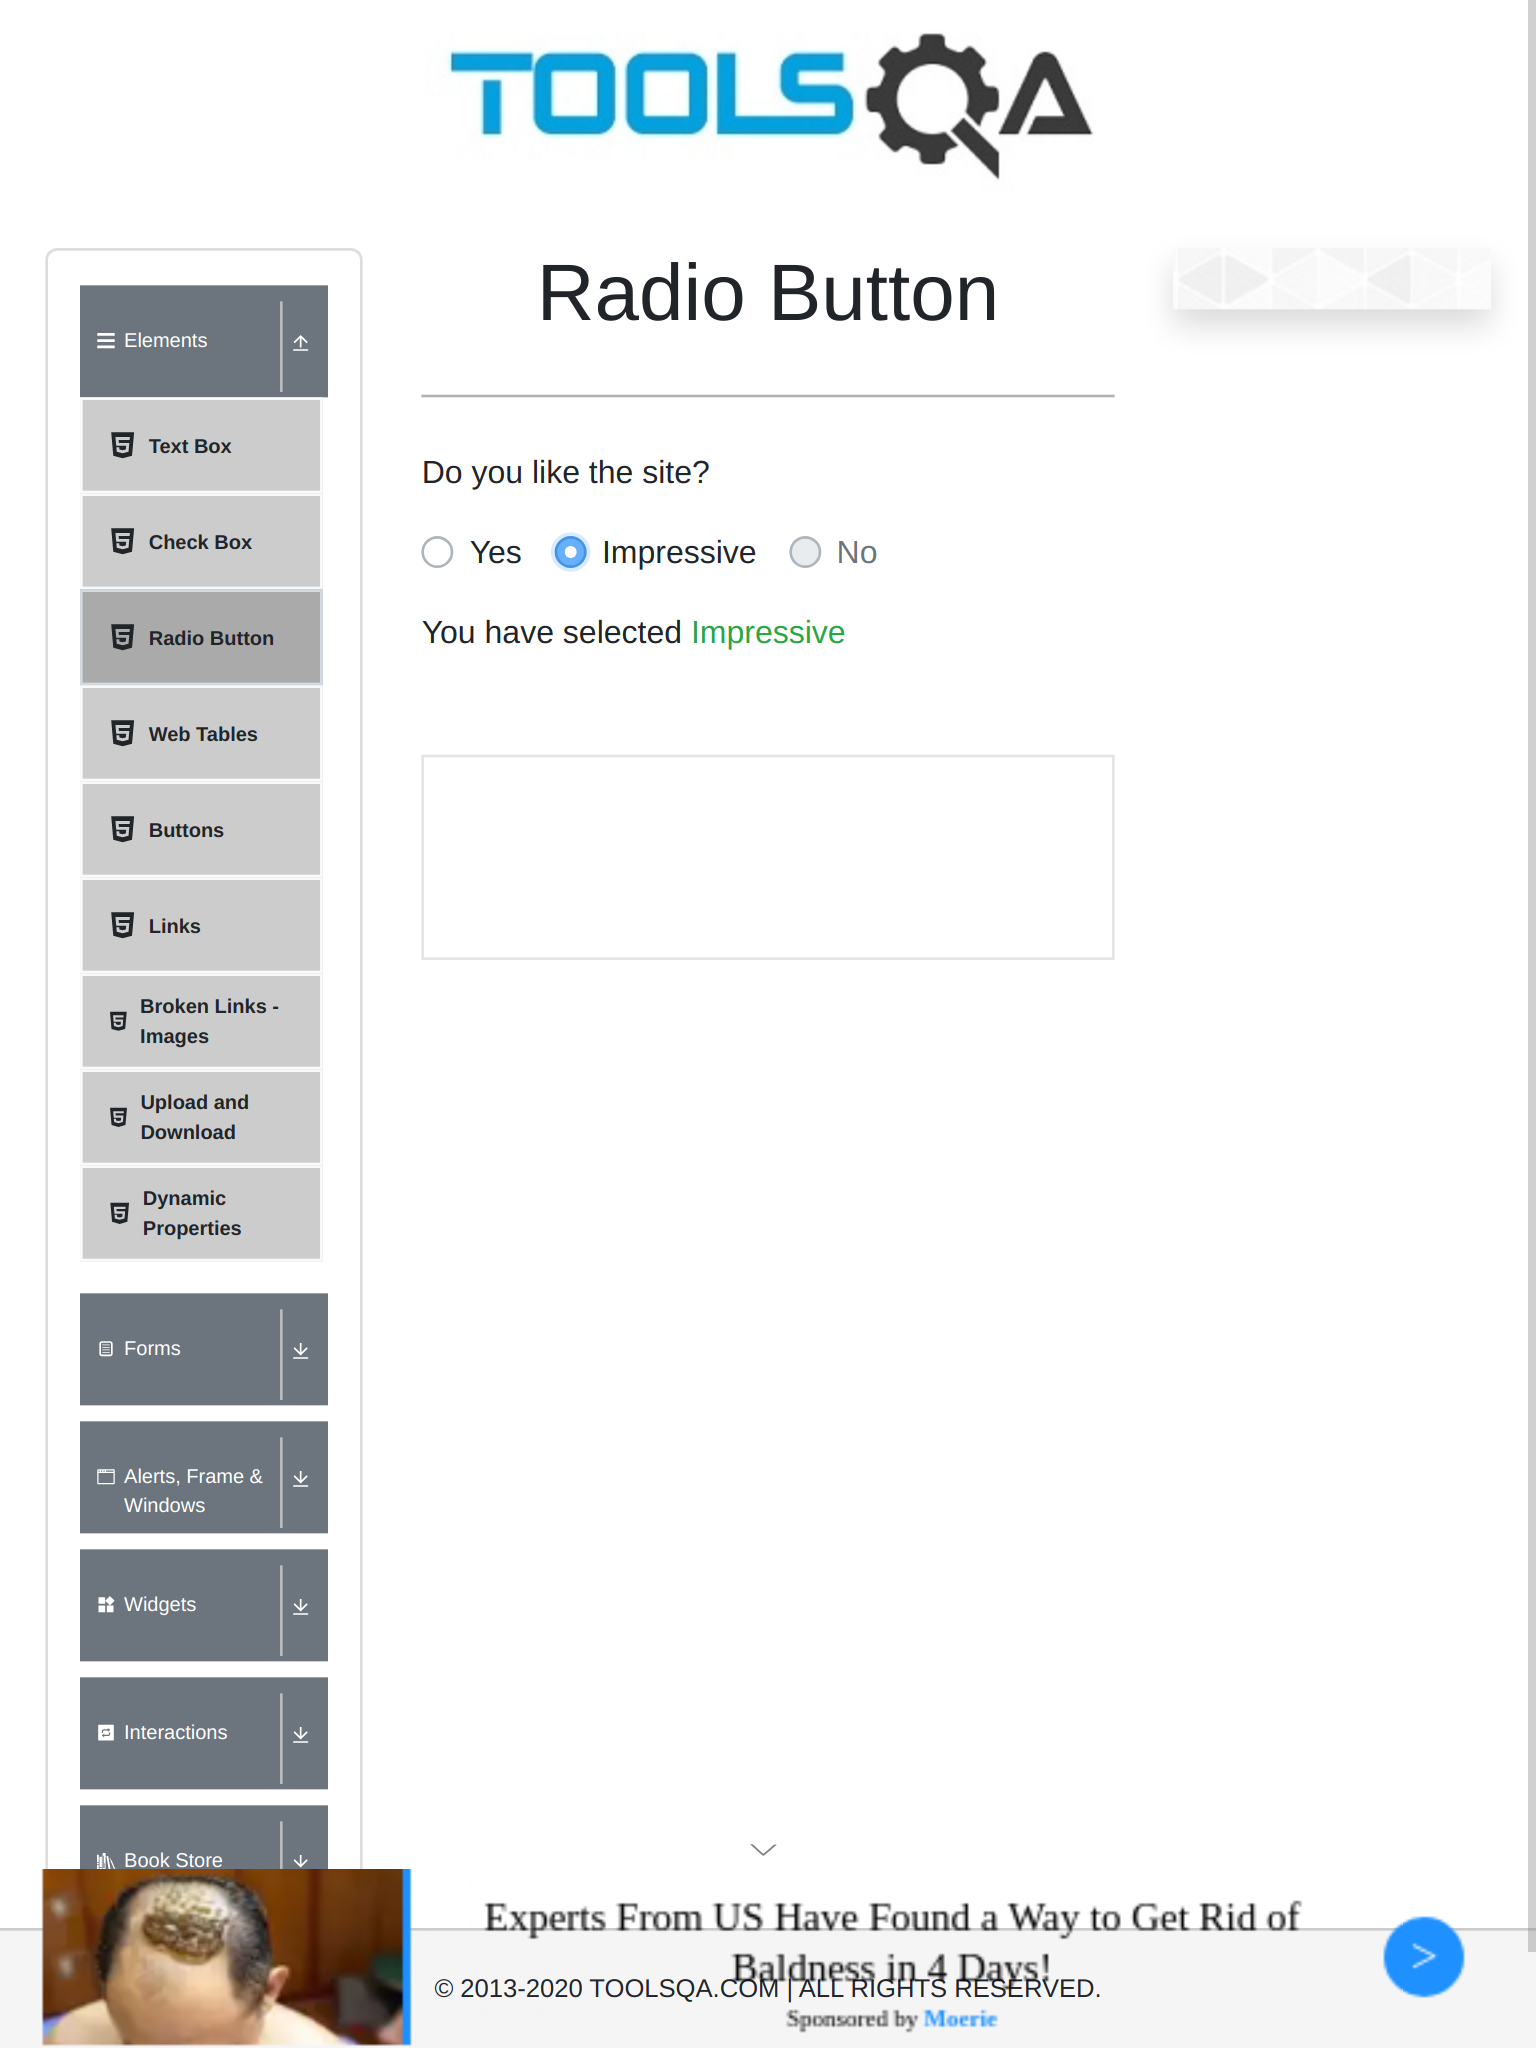 TOOLSQA
Radio Button
Elements
Text Box
Check Box
Radio Button
Web Tables
Buttons
Links
Broken Links -
Images
Upload and
Download
Dynamic
Properties
Forms
Alerts, Frame &
Windows
Widgets
Interactions
Book Store
Do you like the site?
Yes Impressive No
You have selected Impressive
Experts From US Have Found a Way to Get Rid of
Baldness in 4 Days!
© 2013-2020 TOOLSQA.COM | ALL RIGHTS RESERVED.
Sponsored by Moerie
>